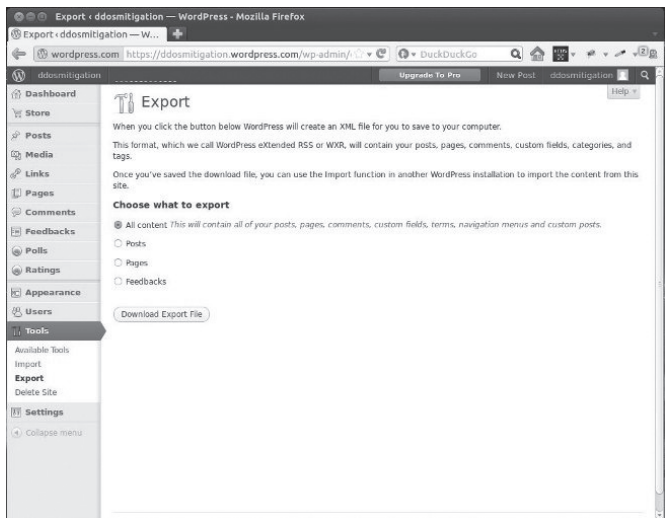 Export ‹ ddosmitigation — WordPress - Mozilla Firefox
Export ‹ ddosmitigation — W...
wordpress.com https://ddosmitigation.wordpress.com/wp-admin/ DuckDuckGo
ddosmitigation Upgrade To Pro New Post ddosmitigation
Dashboard
Store
Posts
Media
Links
Pages
Comments
Feedbacks
Polls
Ratings
Appearance
Users
Tools
Available Tools
Import
Export
Delete Site
Settings
Collapse menu
Help
Export
When you click the button below WordPress will create an XML file for you to save to your computer.
This format, which we call WordPress eXtended RSS or WXR, will contain your posts, pages, comments, custom fields, categories, and
tags.
Once you've saved the download file, you can use the Import function in another WordPress installation to import the content from this
site.
Choose what to export
All content This will contain all of your posts, pages, comments, custom fields, terms, navigation menus and custom posts.
Posts
Pages
Feedbacks
Download Export File